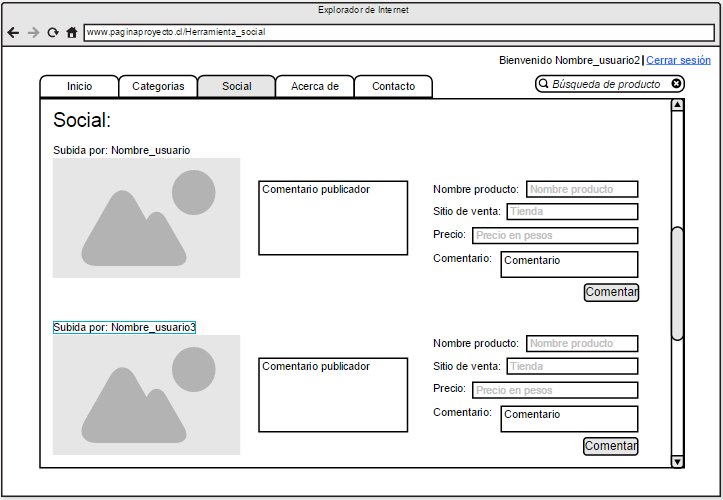 Explorador de Internet
www.paginaproyecto.cl/Herramienta_social
Bienvenido Nombre_usuario2 | Cerrar sesión
Inicio Categorias Social Acerca de Contacto Búsqueda de producto
Social:
Subida por: Nombre_usuario
Comentario publicador
Nombre producto: Nombre producto
Sitio de venta: Tienda
Precio: Precio en pesos
Comentario: Comentario
Comentar
Subida por: Nombre_usuario3
Comentario publicador
Nombre producto: Nombre producto
Sitio de venta: Tienda
Precio: Precio en pesos
Comentario: Comentario
Comentar